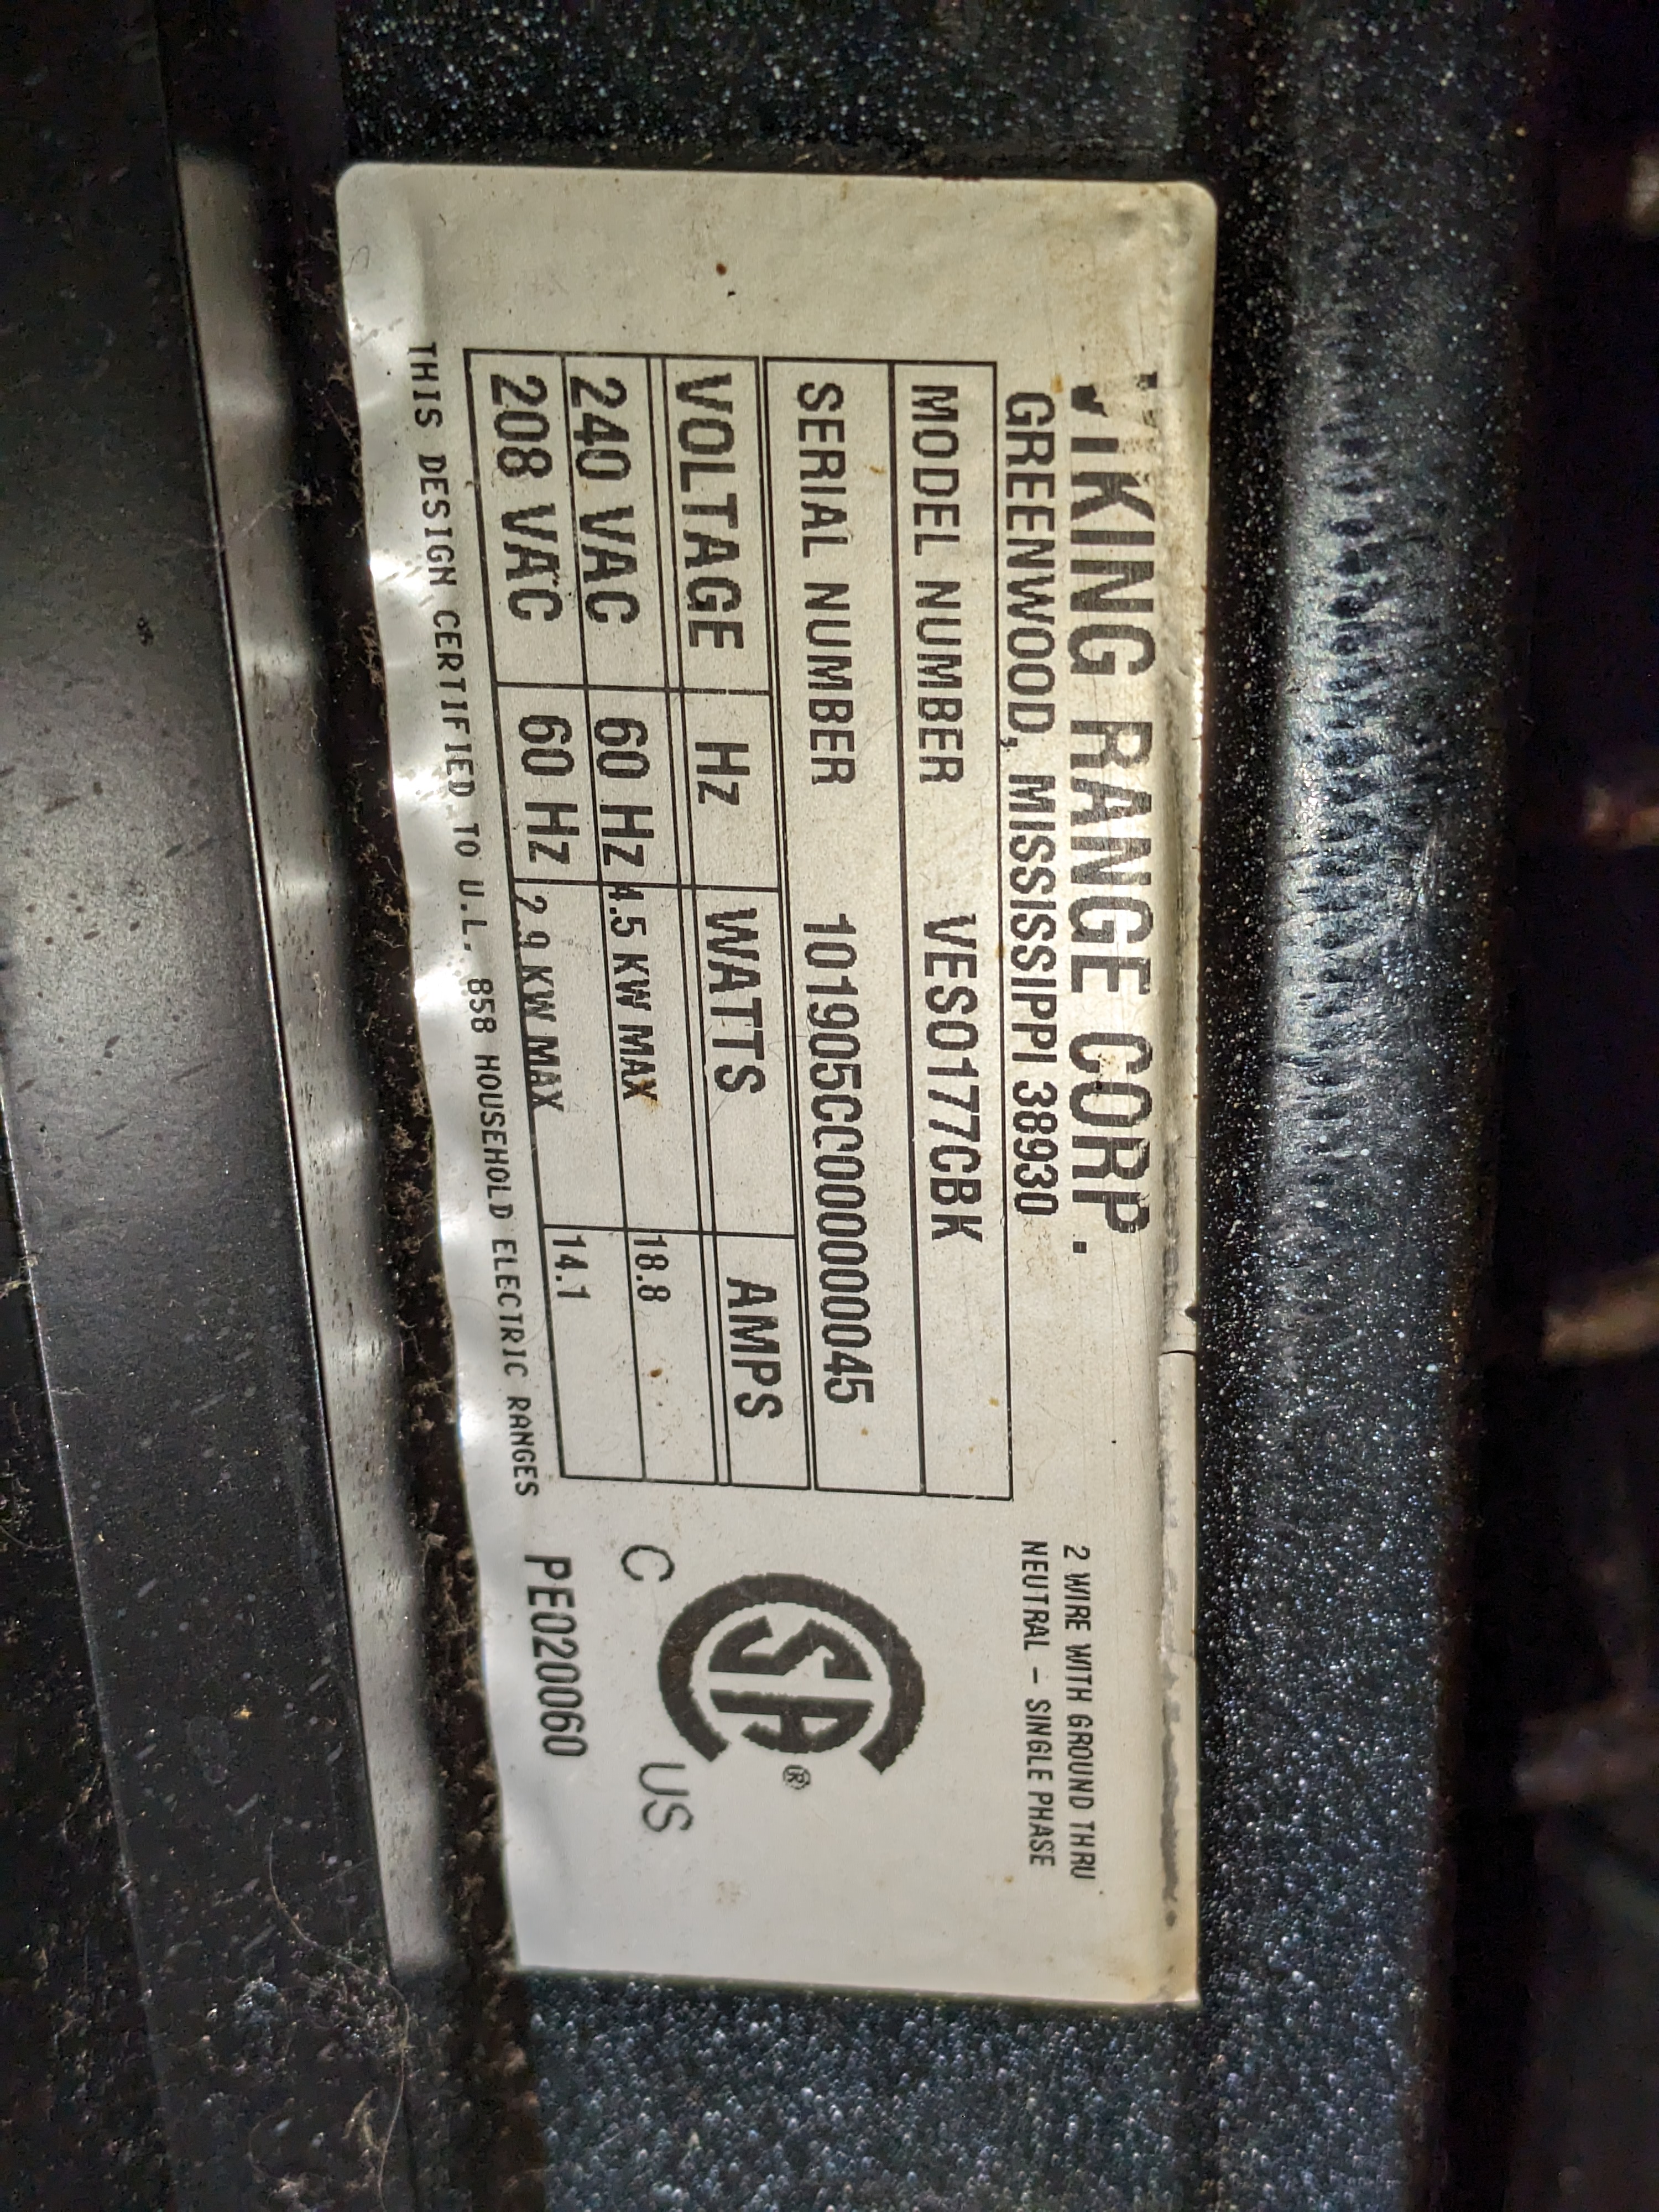 VIKING RANGE CORP.
GREENWOOD, MISSISSIPPI 38930
2 WIRE WITH GROUND THRU
NEUTRAL - SINGLE PHASE
MODEL NUMBER VESO177CBK
SERIAL NUMBER 101905C00000045
VOLTAGE Hz WATTS AMPS
240 VAC 60 Hz 4.5 KW MAX 18.8
208 VAC 60 Hz 2.9 KW MAX 14.1
THIS DESIGN CERTIFIED TO U.L. 858 HOUSEHOLD ELECTRIC RANGES
C SA ®
C US
PE020060